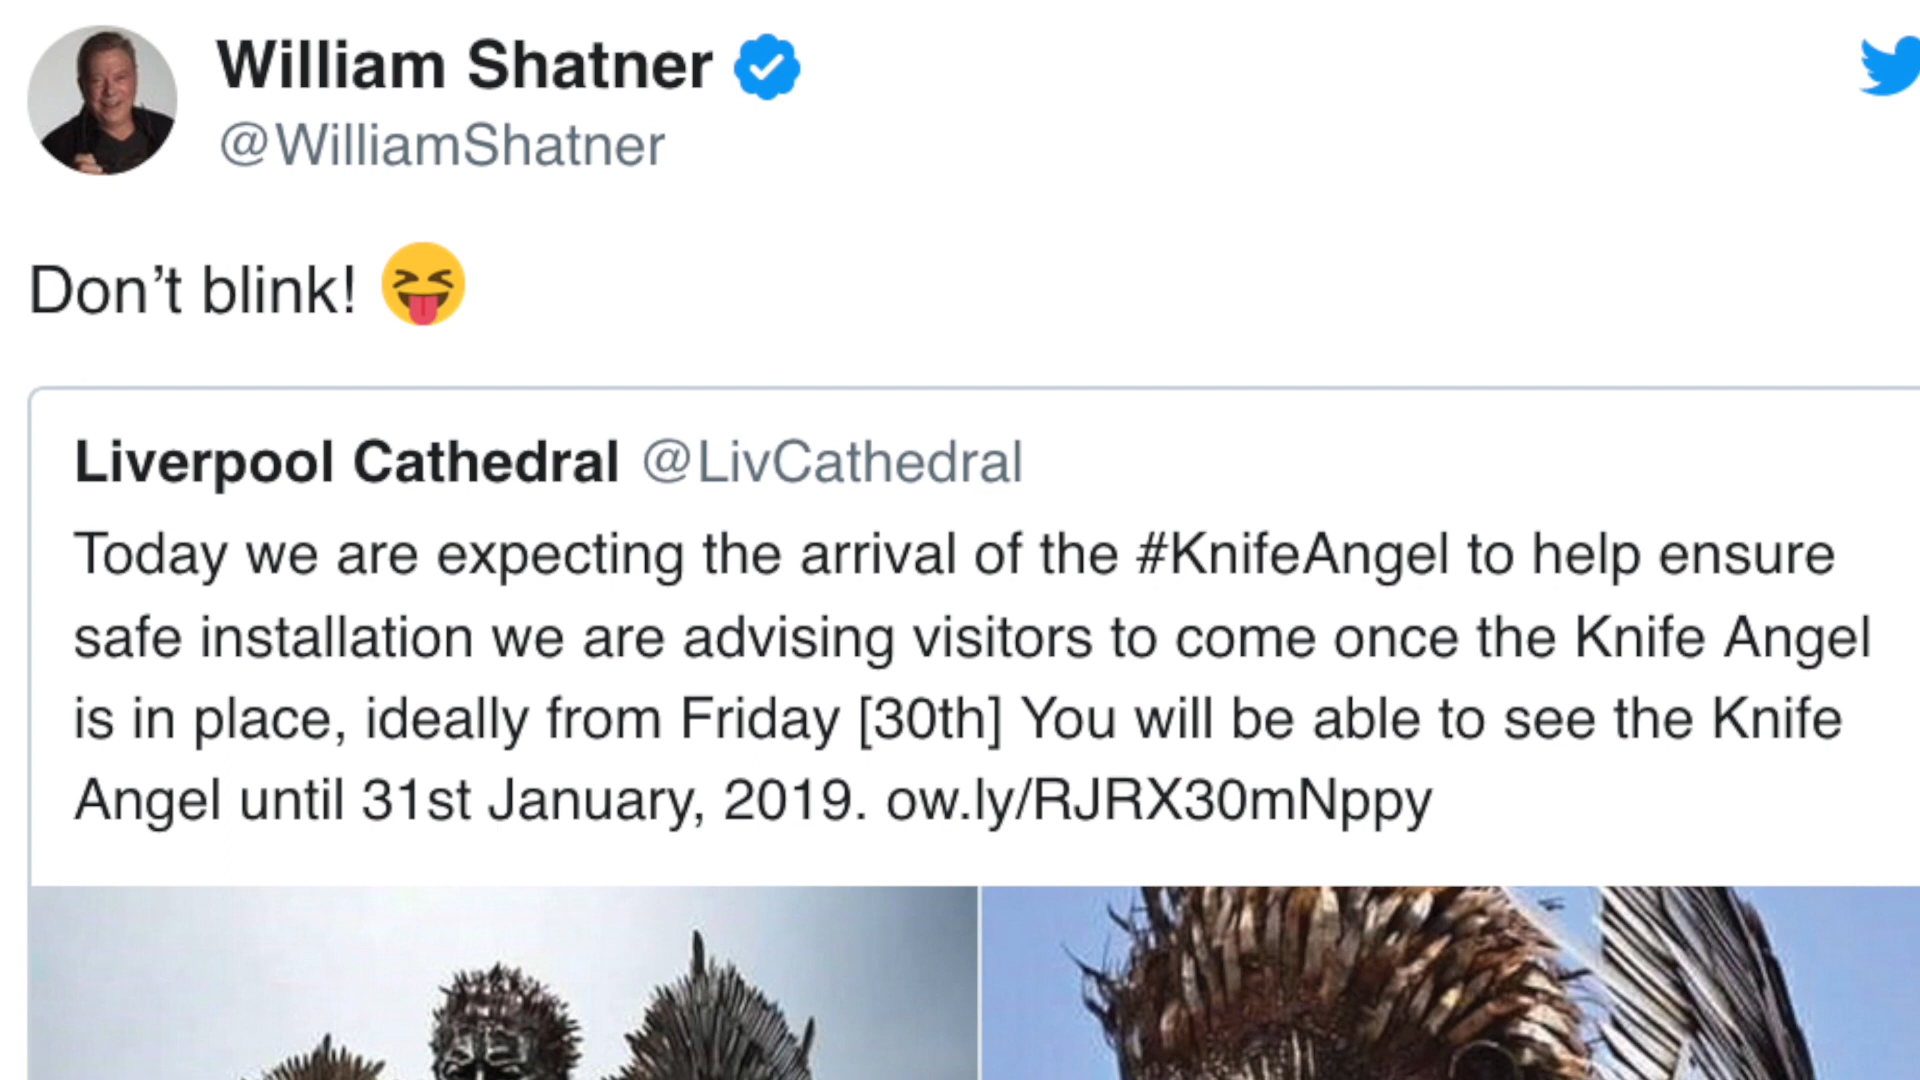 William Shatner
@WilliamShatner
Don’t blink! 😝
Liverpool Cathedral @LivCathedral
Today we are expecting the arrival of the #KnifeAngel to help ensure
safe installation we are advising visitors to come once the Knife Angel
is in place, ideally from Friday [30th] You will be able to see the Knife
Angel until 31st January, 2019. ow.ly/RJRX30mNppy